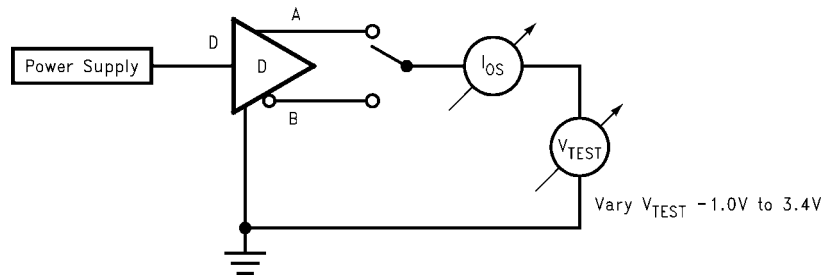 A
D
Power Supply
D
I_OS
B
V_TEST
Vary V_TEST -1.0V to 3.4V